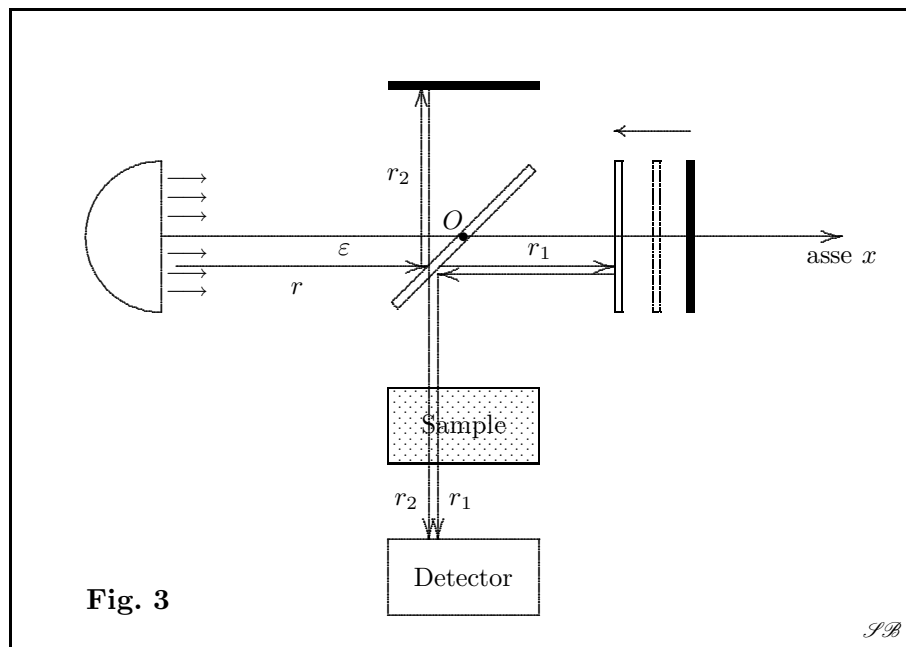 r₂
O
ε
r₁
asse x
r
Sample
r₂ r₁
Detector
Fig. 3
𝒮ℬ